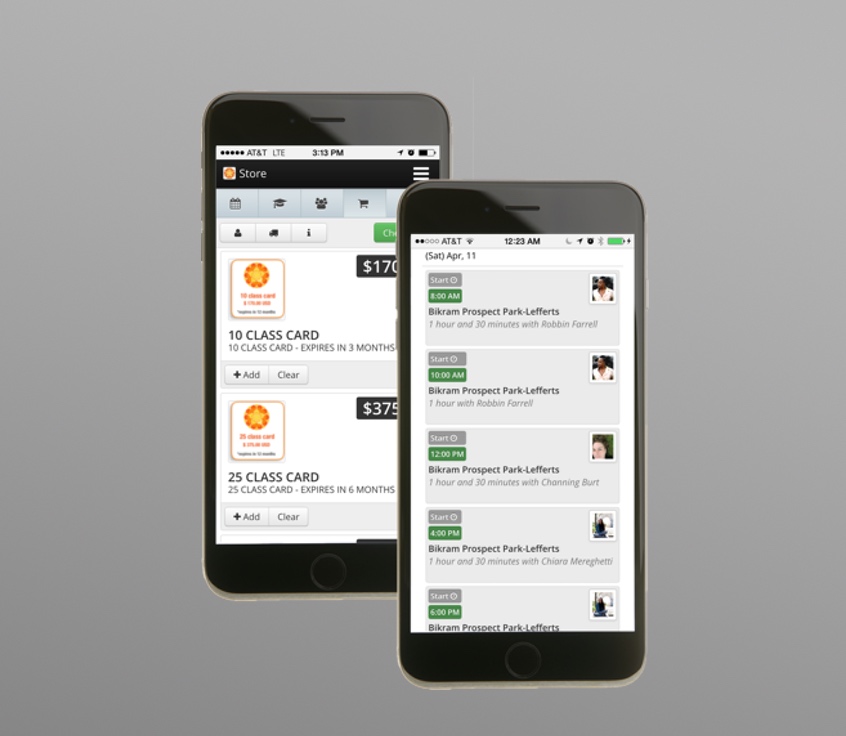 AT&T LTE 3:13 PM
Store
Che
$170
10 class card
$ 170.00 USD
*expires in 3 months
10 CLASS CARD
10 CLASS CARD - EXPIRES IN 3 MONTHS
+ Add Clear
$375
25 class card
$ 375.00 USD
*expires in 6 months
25 CLASS CARD
25 CLASS CARD - EXPIRES IN 6 MONTHS
+ Add Clear
AT&T 12:23 AM
(Sat) Apr, 11
Start
8:00 AM
Bikram Prospect Park-Lefferts
1 hour and 30 minutes with Robbin Farrell
Start
10:00 AM
Bikram Prospect Park-Lefferts
1 hour with Robbin Farrell
Start
12:00 PM
Bikram Prospect Park-Lefferts
1 hour and 30 minutes with Channing Burt
Start
4:00 PM
Bikram Prospect Park-Lefferts
1 hour and 30 minutes with Chiara Mereghetti
Start
6:00 PM
Bikram Prospect Park-Lefferts